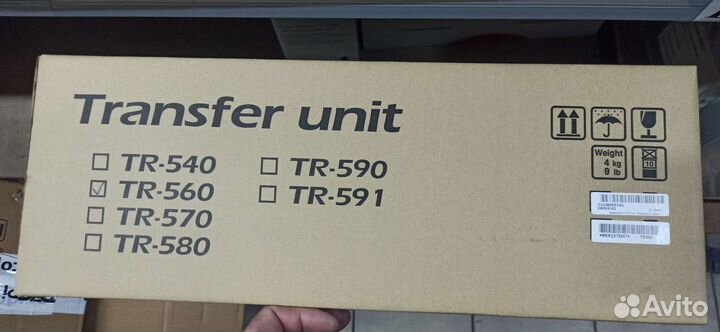 Transfer unit
TR-540
TR-560
TR-570
TR-580
TR-590
TR-591
Weight
4 kg
9 lb
10
Avito